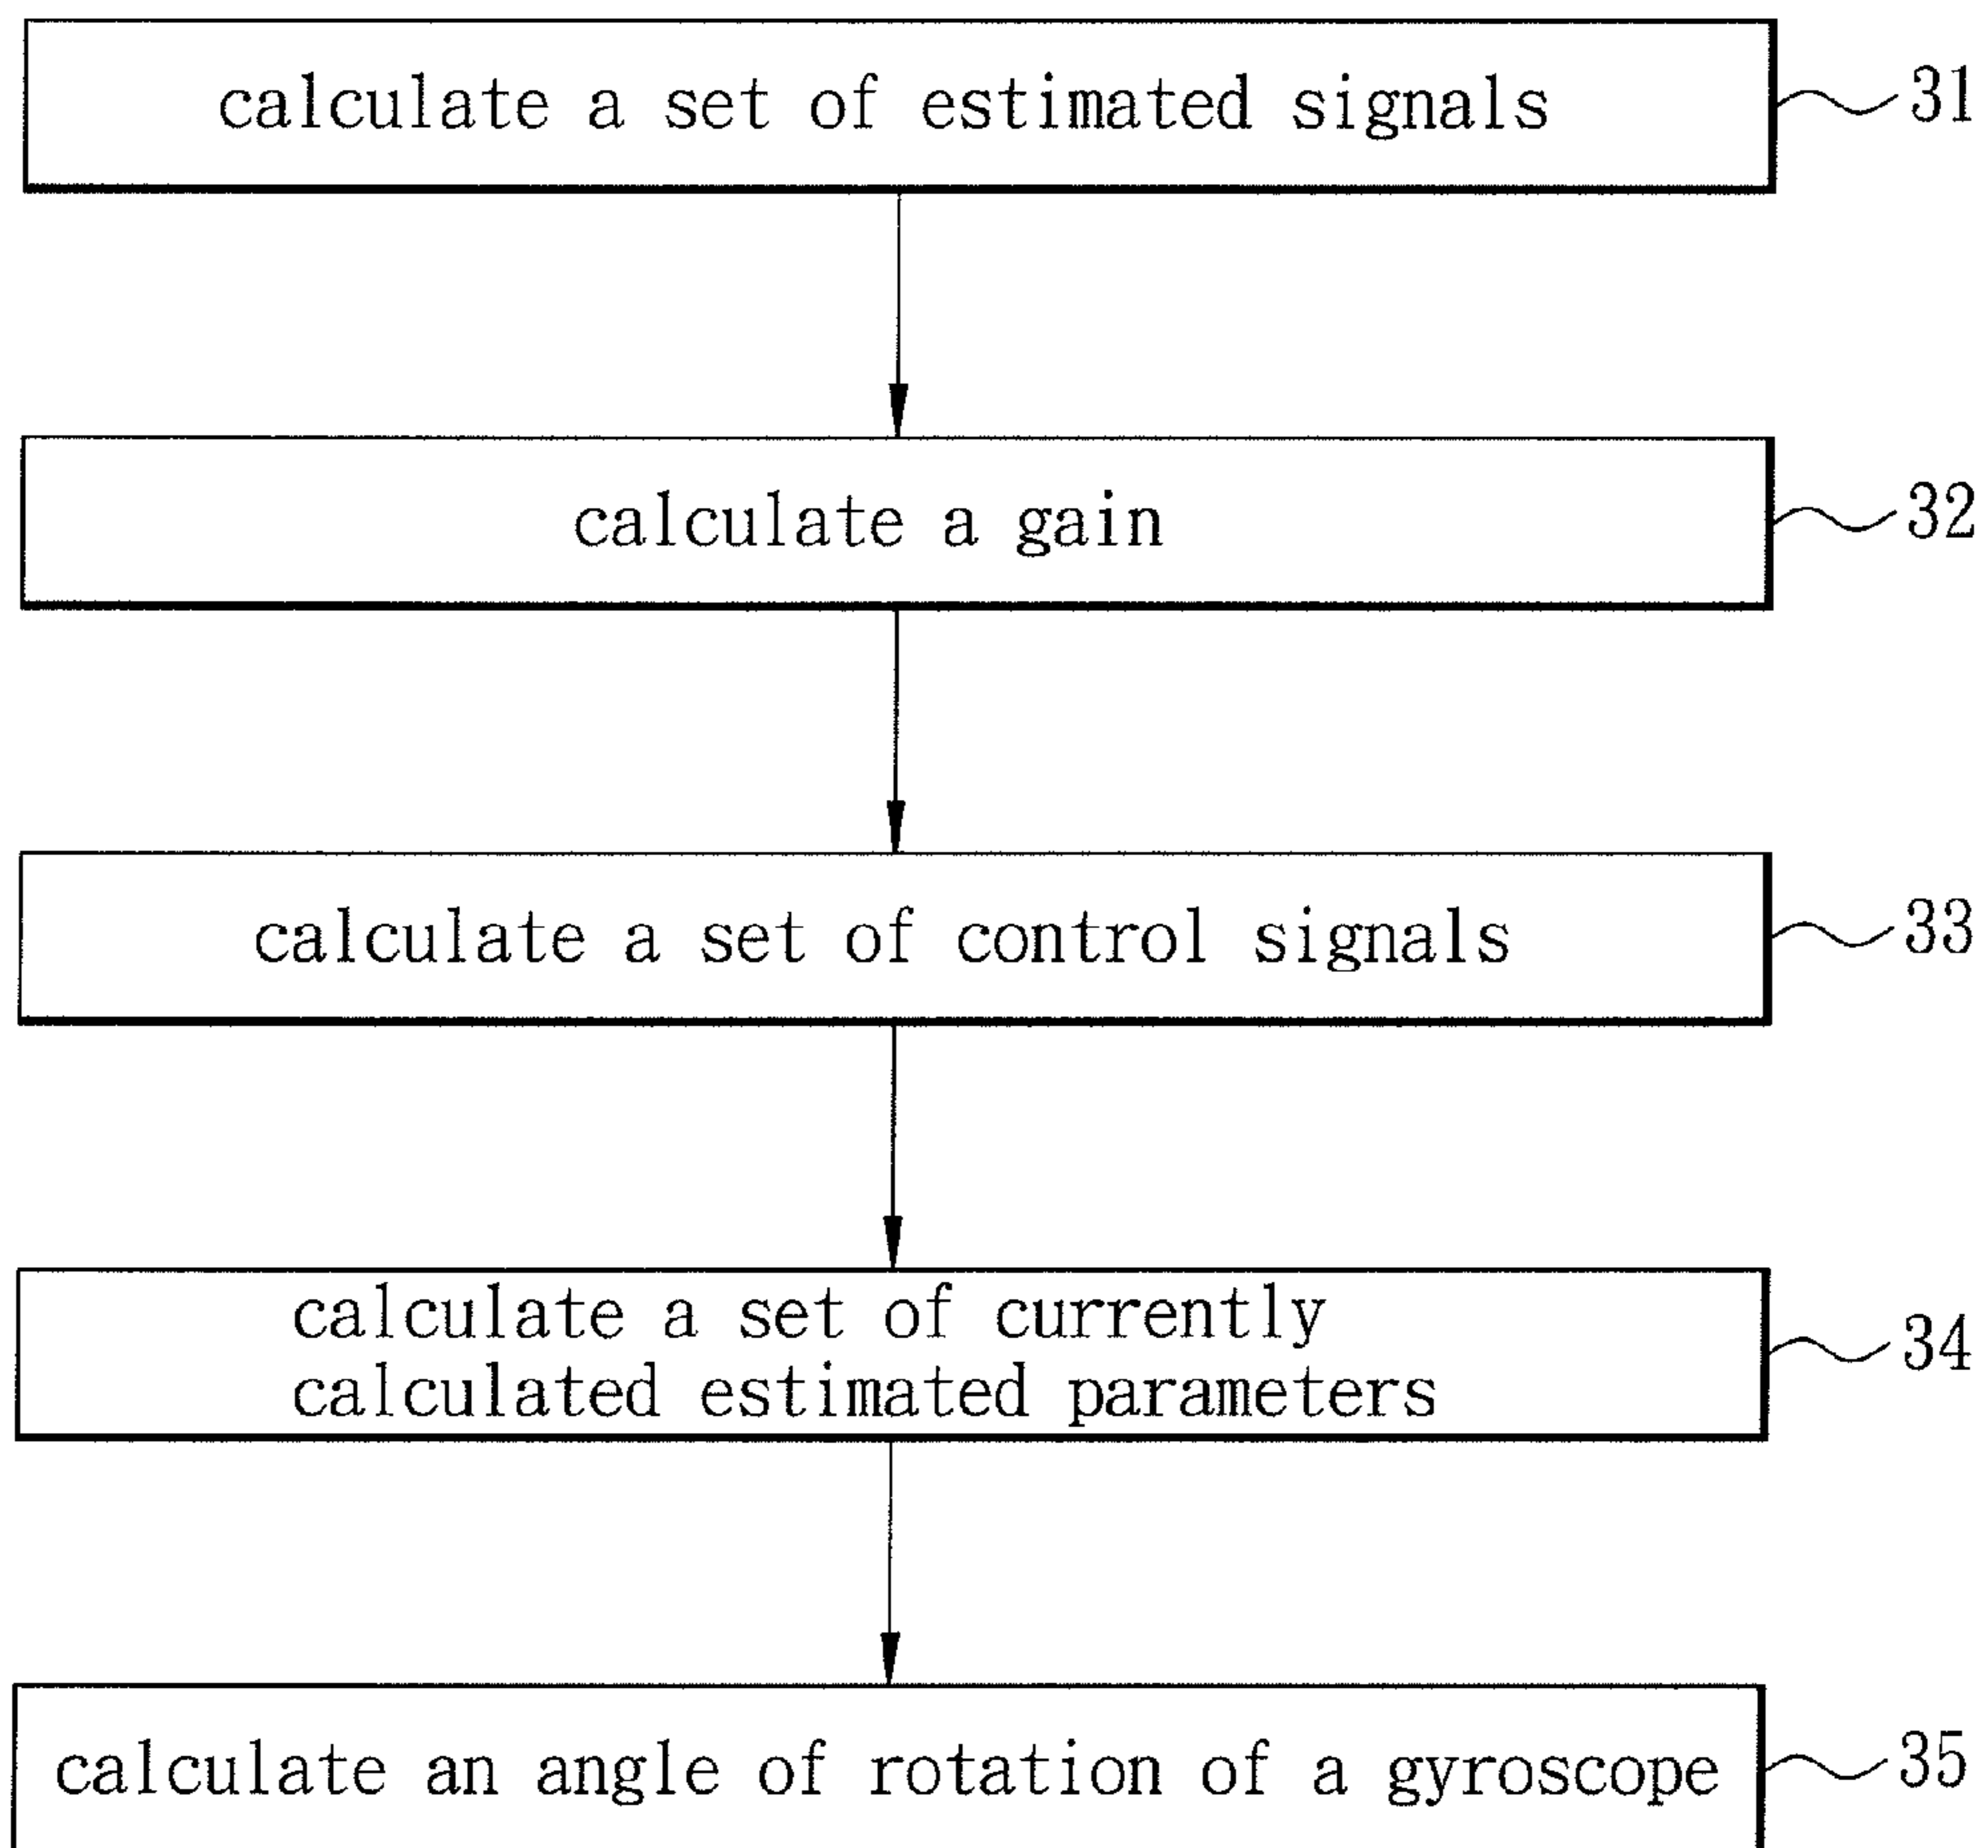 calculate a set of estimated signals 31
calculate a gain 32
calculate a set of control signals 33
calculate a set of currently
calculated estimated parameters 34
calculate an angle of rotation of a gyroscope 35